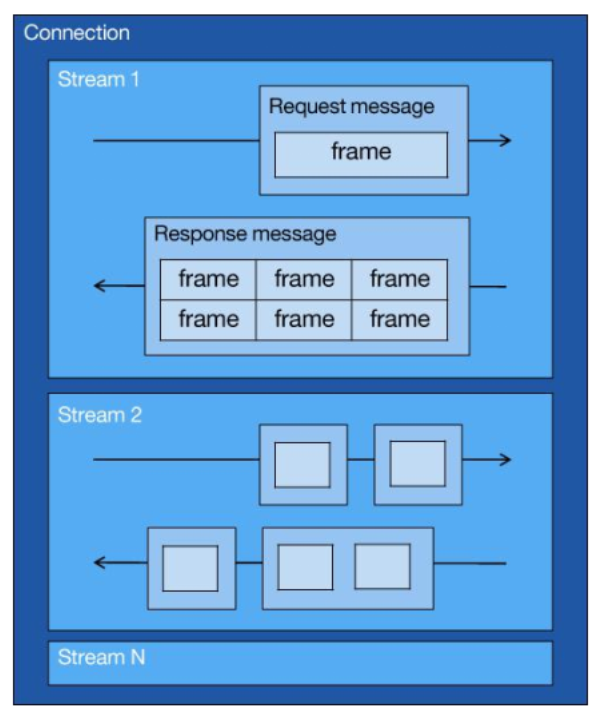 Connection
Stream 1
Request message
frame
Response message
frame frame frame
frame frame frame
Stream 2
Stream N